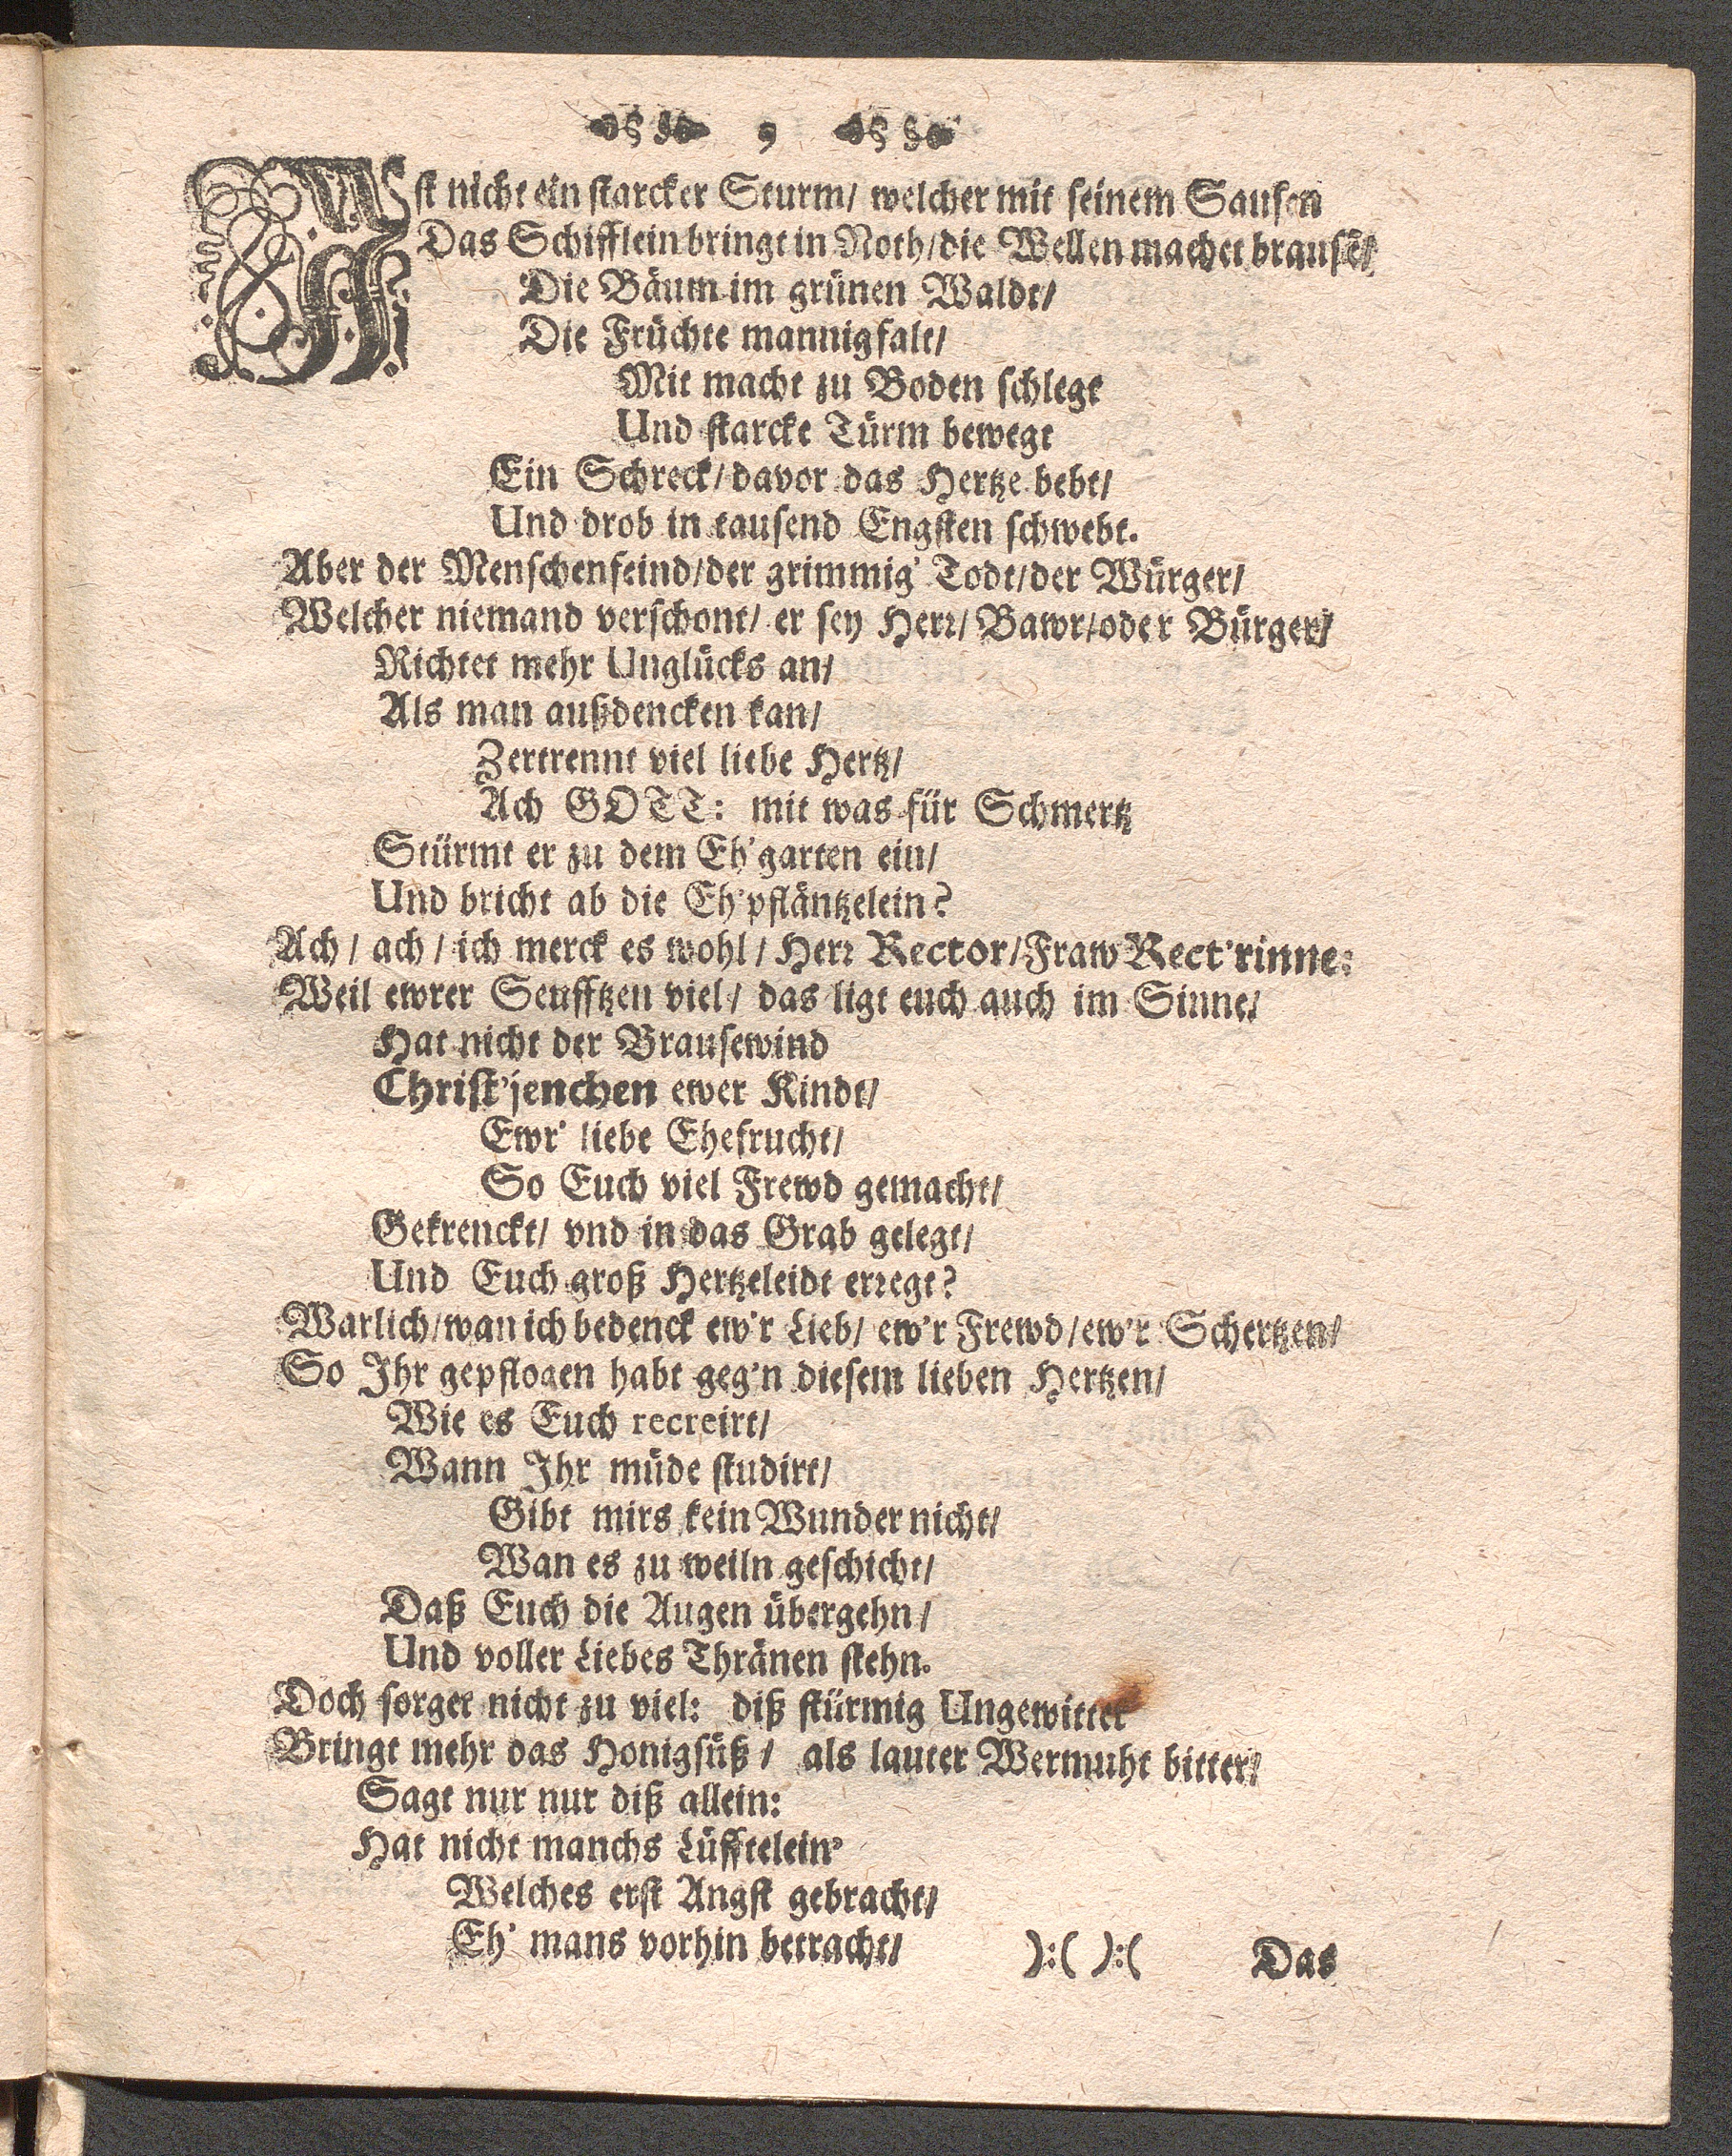 9
Ist nicht ein starcker Sturm/ welcher mit seinem Sausen
Das Schifflein bringt in Noth/die Wellen machet brausẽ/
Die Bäum im grünen Waldt/
Die Früchte mannigfalt/
Mit macht zu Boden schlegt
Und starcke Türm bewegt
Ein Schreck/davor das Hertze bebt/
Und drob in tausend Engsten schwebt.
Aber der Menschenfeind/der grimmig' Todt/der Würger/
Welcher niemand verschont/ er sey Herr/ Bawr/oder Bürger/
Richtet mehr Unglücks an/
Als man außdencken kan/
Zertrennt viel liebe Hertz/
Ach GOTT: mit was für Schmertz
Stürmt er zu dem Eh'garten ein/
Und bricht ab die Eh'pfläntzelein?
Ach/ ach/ ich merck es wohl/ Herr Rector/Fraw Rect'rinne:
Weil ewrer Seufftzen viel/ das ligt euch auch im Sinne/
Hat nicht der Brausewind
Christ'jenchen ewer Kindt/
Ewr' liebe Ehefrucht/
So Euch viel Frewd gemacht/
Gekrenckt/ vnd in das Grab gelegt/
Und Euch groß Hertzeleidt erregt?
Warlich/wan ich bedenck ew'r Lieb/ ew'r Frewd/ew'r Schertzen/
So Ihr gepflogen habt geg'n diesem lieben Hertzen/
Wie es Euch recreirt/
Wann Ihr müde studirt/
Gibt mirs kein Wunder nicht/
Wan es zu weiln geschicht/
Daß Euch die Augen übergehn/
Und voller Liebes Thränen stehn.
Doch sorget nicht zu viel: diß stürmig Ungewitter
Bringt mehr das Honigsüß/ als lauter Wermuht bitter/
Sagt nur nur diß allein:
Hat nicht manchs Lüfftelein'
Welches erst Angst gebracht/
Eh' mans vorhin betracht/
):( ):( Das